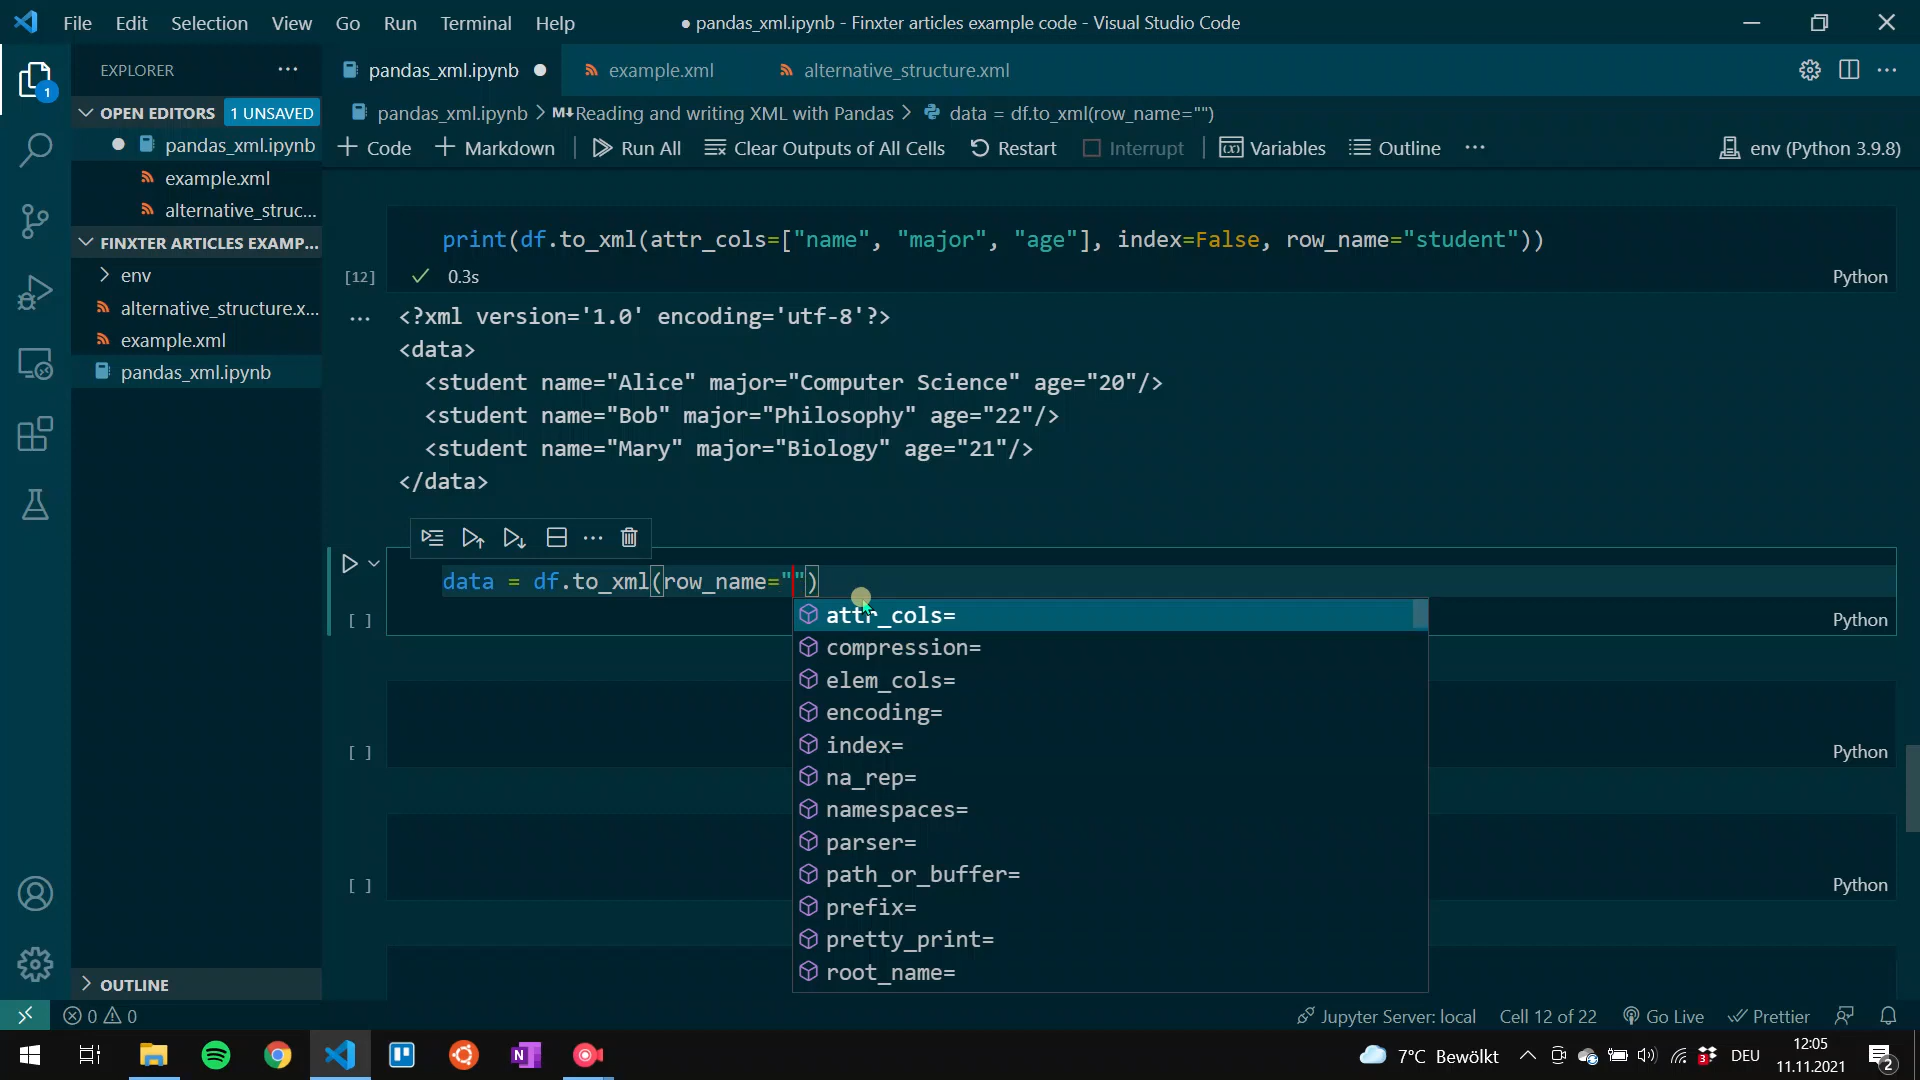 File Edit Selection View Go Run Terminal Help
● pandas_xml.ipynb - Finxter articles example code - Visual Studio Code
EXPLORER
pandas_xml.ipynb
example.xml
alternative_structure.xml
OPEN EDITORS 1 UNSAVED
pandas_xml.ipynb
example.xml
alternative_struc...
FINXTER ARTICLES EXAMP...
env
alternative_structure.x...
example.xml
pandas_xml.ipynb
OUTLINE
1
pandas_xml.ipynb > M↓Reading and writing XML with Pandas > data = df.to_xml(row_name="")
+ Code + Markdown Run All Clear Outputs of All Cells Restart Interrupt Variables Outline ... env (Python 3.9.8)
print(df.to_xml(attr_cols=["name", "major", "age"], index=False, row_name="student"))
[12] ✓ 0.3s Python
<?xml version='1.0' encoding='utf-8'?>
<data>
<student name="Alice" major="Computer Science" age="20"/>
<student name="Bob" major="Philosophy" age="22"/>
<student name="Mary" major="Biology" age="21"/>
</data>
data = df.to_xml(row_name="")
[ ] Python
attr_cols=
compression=
elem_cols=
encoding=
index=
na_rep=
namespaces=
parser=
path_or_buffer=
prefix=
pretty_print=
root_name=
[ ] Python
[ ] Python
0 0
Jupyter Server: local Cell 12 of 22 Go Live Prettier
7°C Bewölkt
3
DEU
12:05
11.11.2021
2